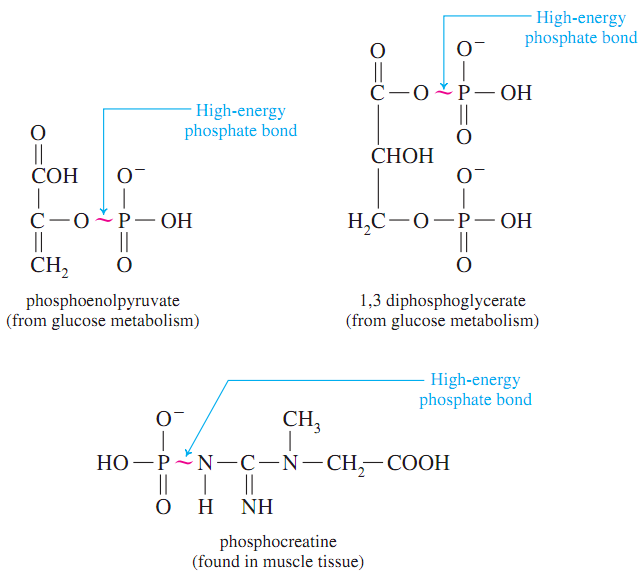 High-energy
phosphate bond
O
COH O⁻
C—O~P—OH
CH₂ O
phosphoenolpyruvate
(from glucose metabolism)
High-energy
phosphate bond
O O⁻
C—O~P—OH
O
CHOH
O⁻
H₂C—O—P—OH
O
1,3 diphosphoglycerate
(from glucose metabolism)
High-energy
phosphate bond
O⁻ CH₃
HO—P~N—C—N—CH₂—COOH
O H NH
phosphocreatine
(found in muscle tissue)